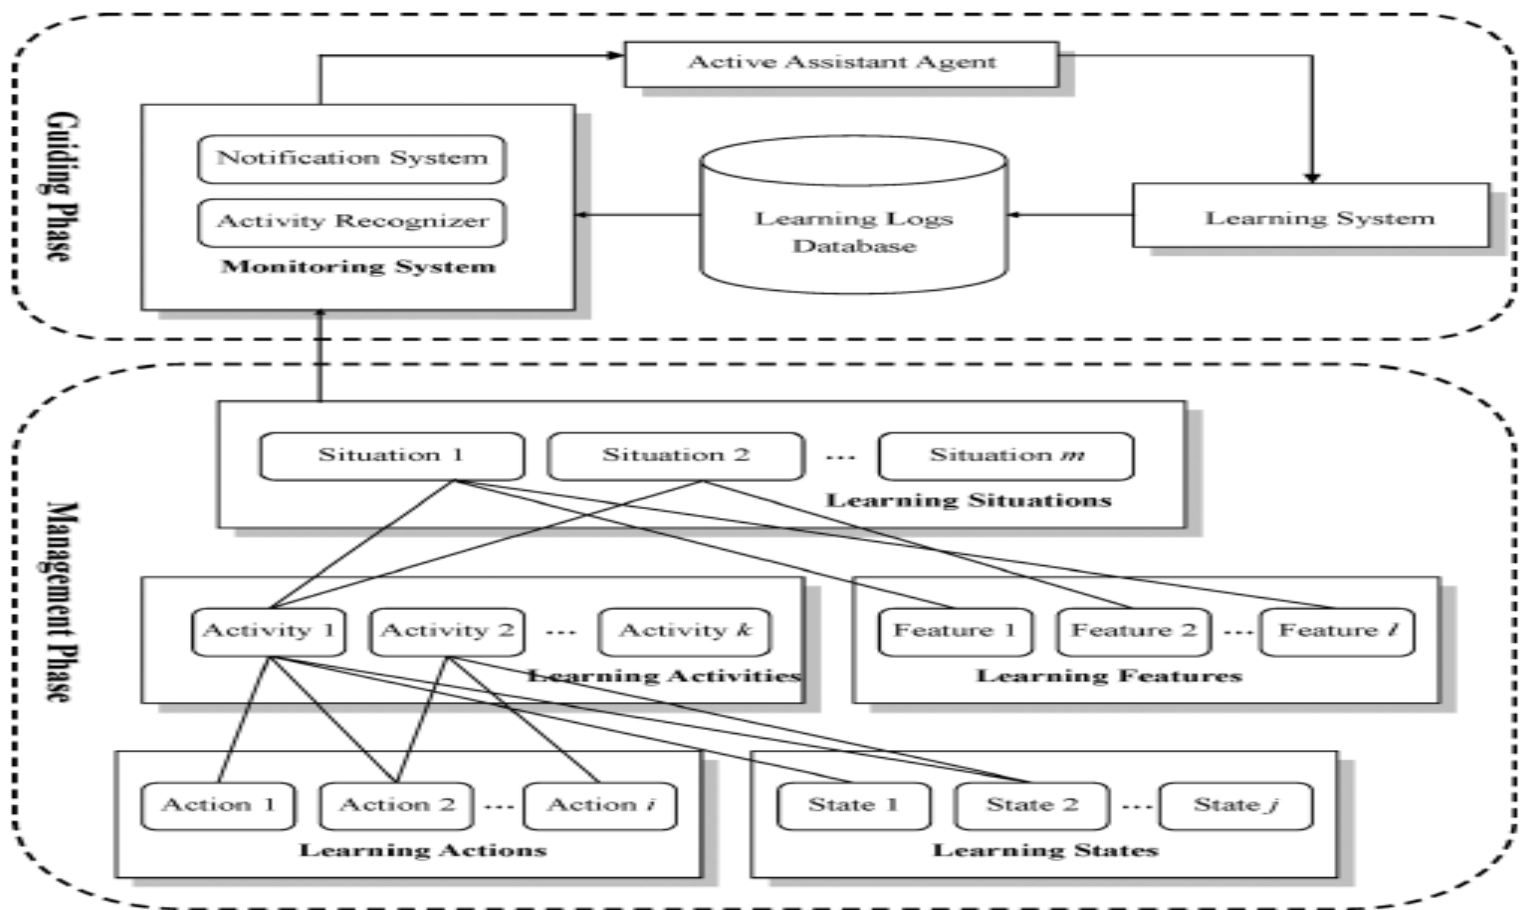 Guiding Phase
Active Assistant Agent
Notification System
Activity Recognizer
Monitoring System
Learning Logs
Database
Learning System
Management Phase
Situation 1
Situation 2
...
Situation m
Learning Situations
Activity 1
Activity 2
...
Activity k
Learning Activities
Feature 1
Feature 2
...
Feature l
Learning Features
Action 1
Action 2
...
Action i
Learning Actions
State 1
State 2
...
State j
Learning States